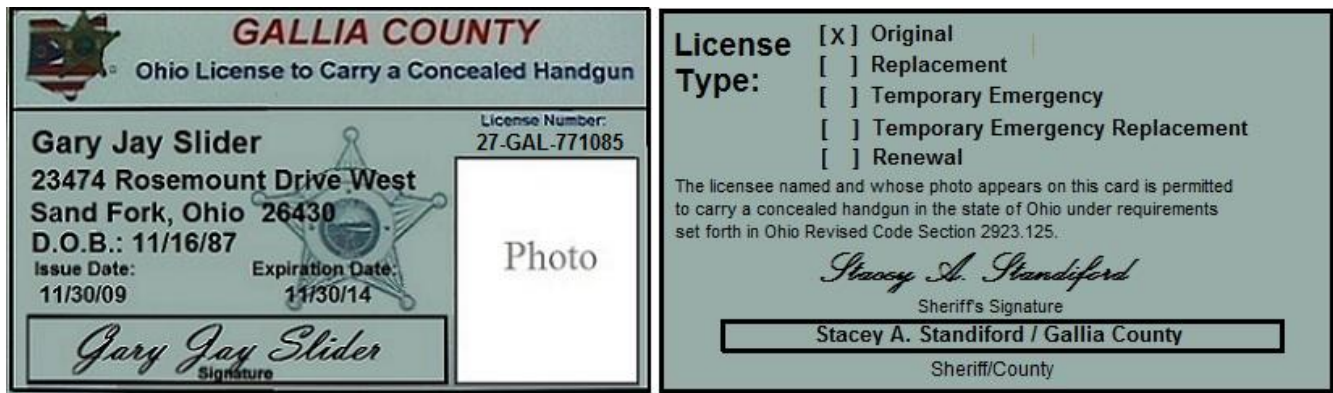 GALLIA COUNTY
Ohio License to Carry a Concealed Handgun
License Number:
27-GAL-771085
Gary Jay Slider
23474 Rosemount Drive West
Sand Fork, Ohio 26430
D.O.B.: 11/16/87
Issue Date: Expiration Date:
11/30/09 11/30/14
Gary Jay Slider
Signature
Photo
License Type:
[X] Original
[ ] Replacement
[ ] Temporary Emergency
[ ] Temporary Emergency Replacement
[ ] Renewal
The licensee named and whose photo appears on this card is permitted
to carry a concealed handgun in the state of Ohio under requirements
set forth in Ohio Revised Code Section 2923.125.
Stacey A. Standiford
Sheriff's Signature
Stacey A. Standiford / Gallia County
Sheriff/County